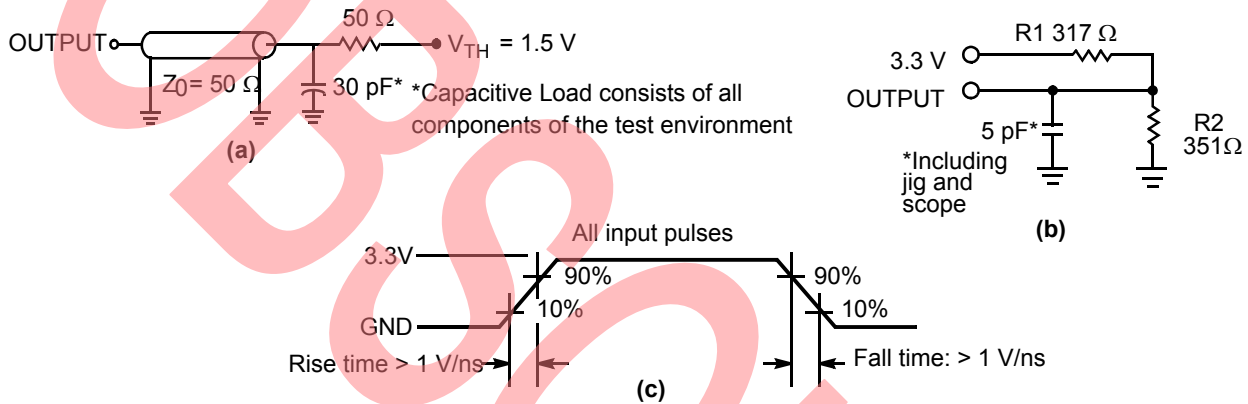 50 Ω
OUTPUT
V_TH = 1.5 V
Z0= 50 Ω
30 pF*
*Capacitive Load consists of all
components of the test environment
(a)
R1 317 Ω
3.3 V
OUTPUT
5 pF*
R2
351Ω
*Including
jig and
scope
(b)
All input pulses
3.3V
90%
90%
10%
10%
GND
Rise time > 1 V/ns
Fall time: > 1 V/ns
(c)